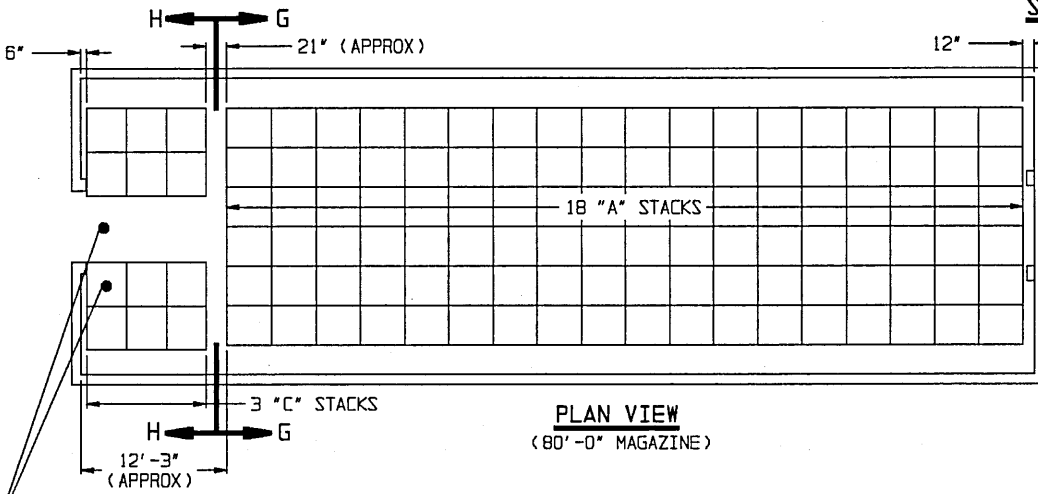 H G
6"
21" (APPROX)
12"
18 "A" STACKS
3 "C" STACKS
H G
12'-3"
(APPROX)
PLAN VIEW
(80'-0" MAGAZINE)